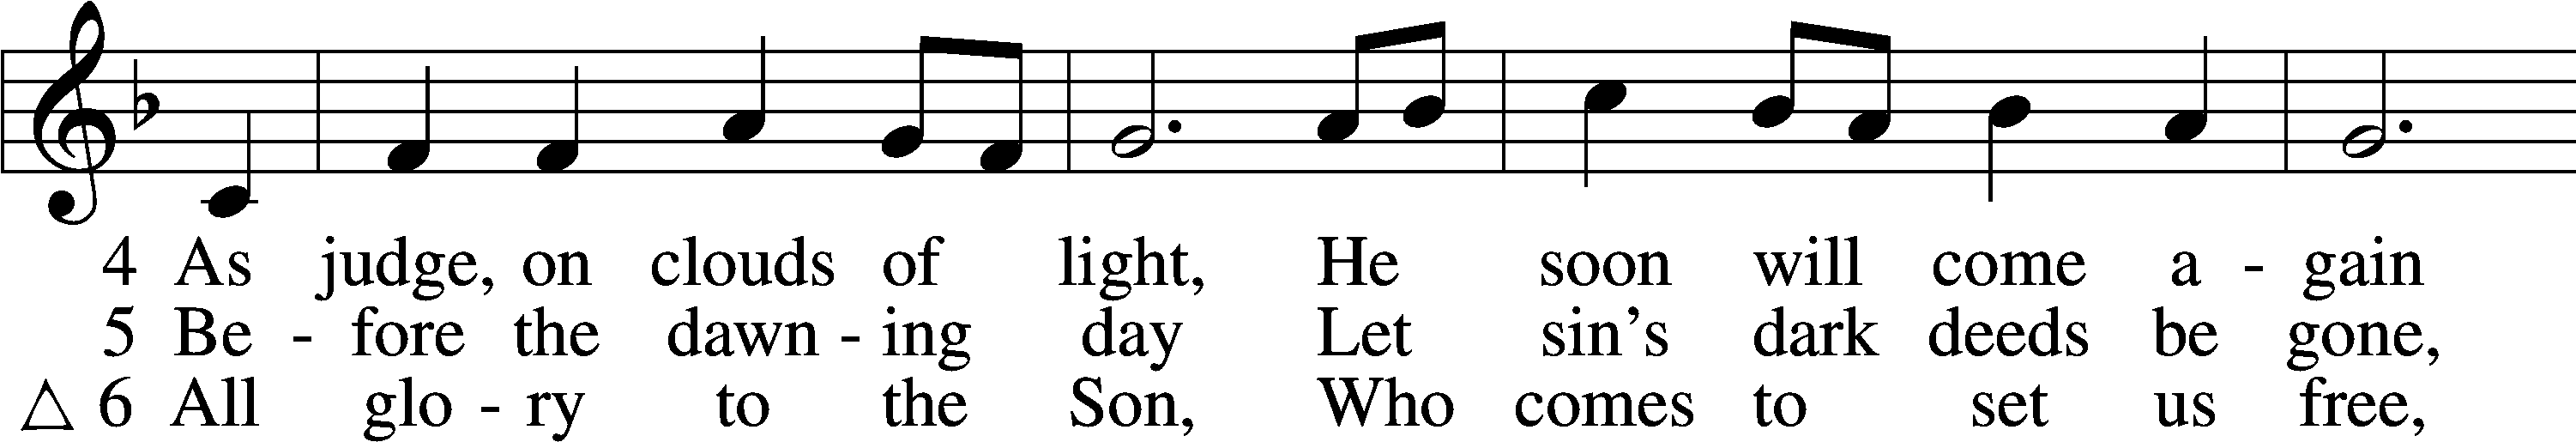 4 As judge, on clouds of light, He soon will come a - gain
5 Be - fore the dawn - ing day Let sin's dark deeds be gone,
△ 6 All glo - ry to the Son, Who comes to set us free,